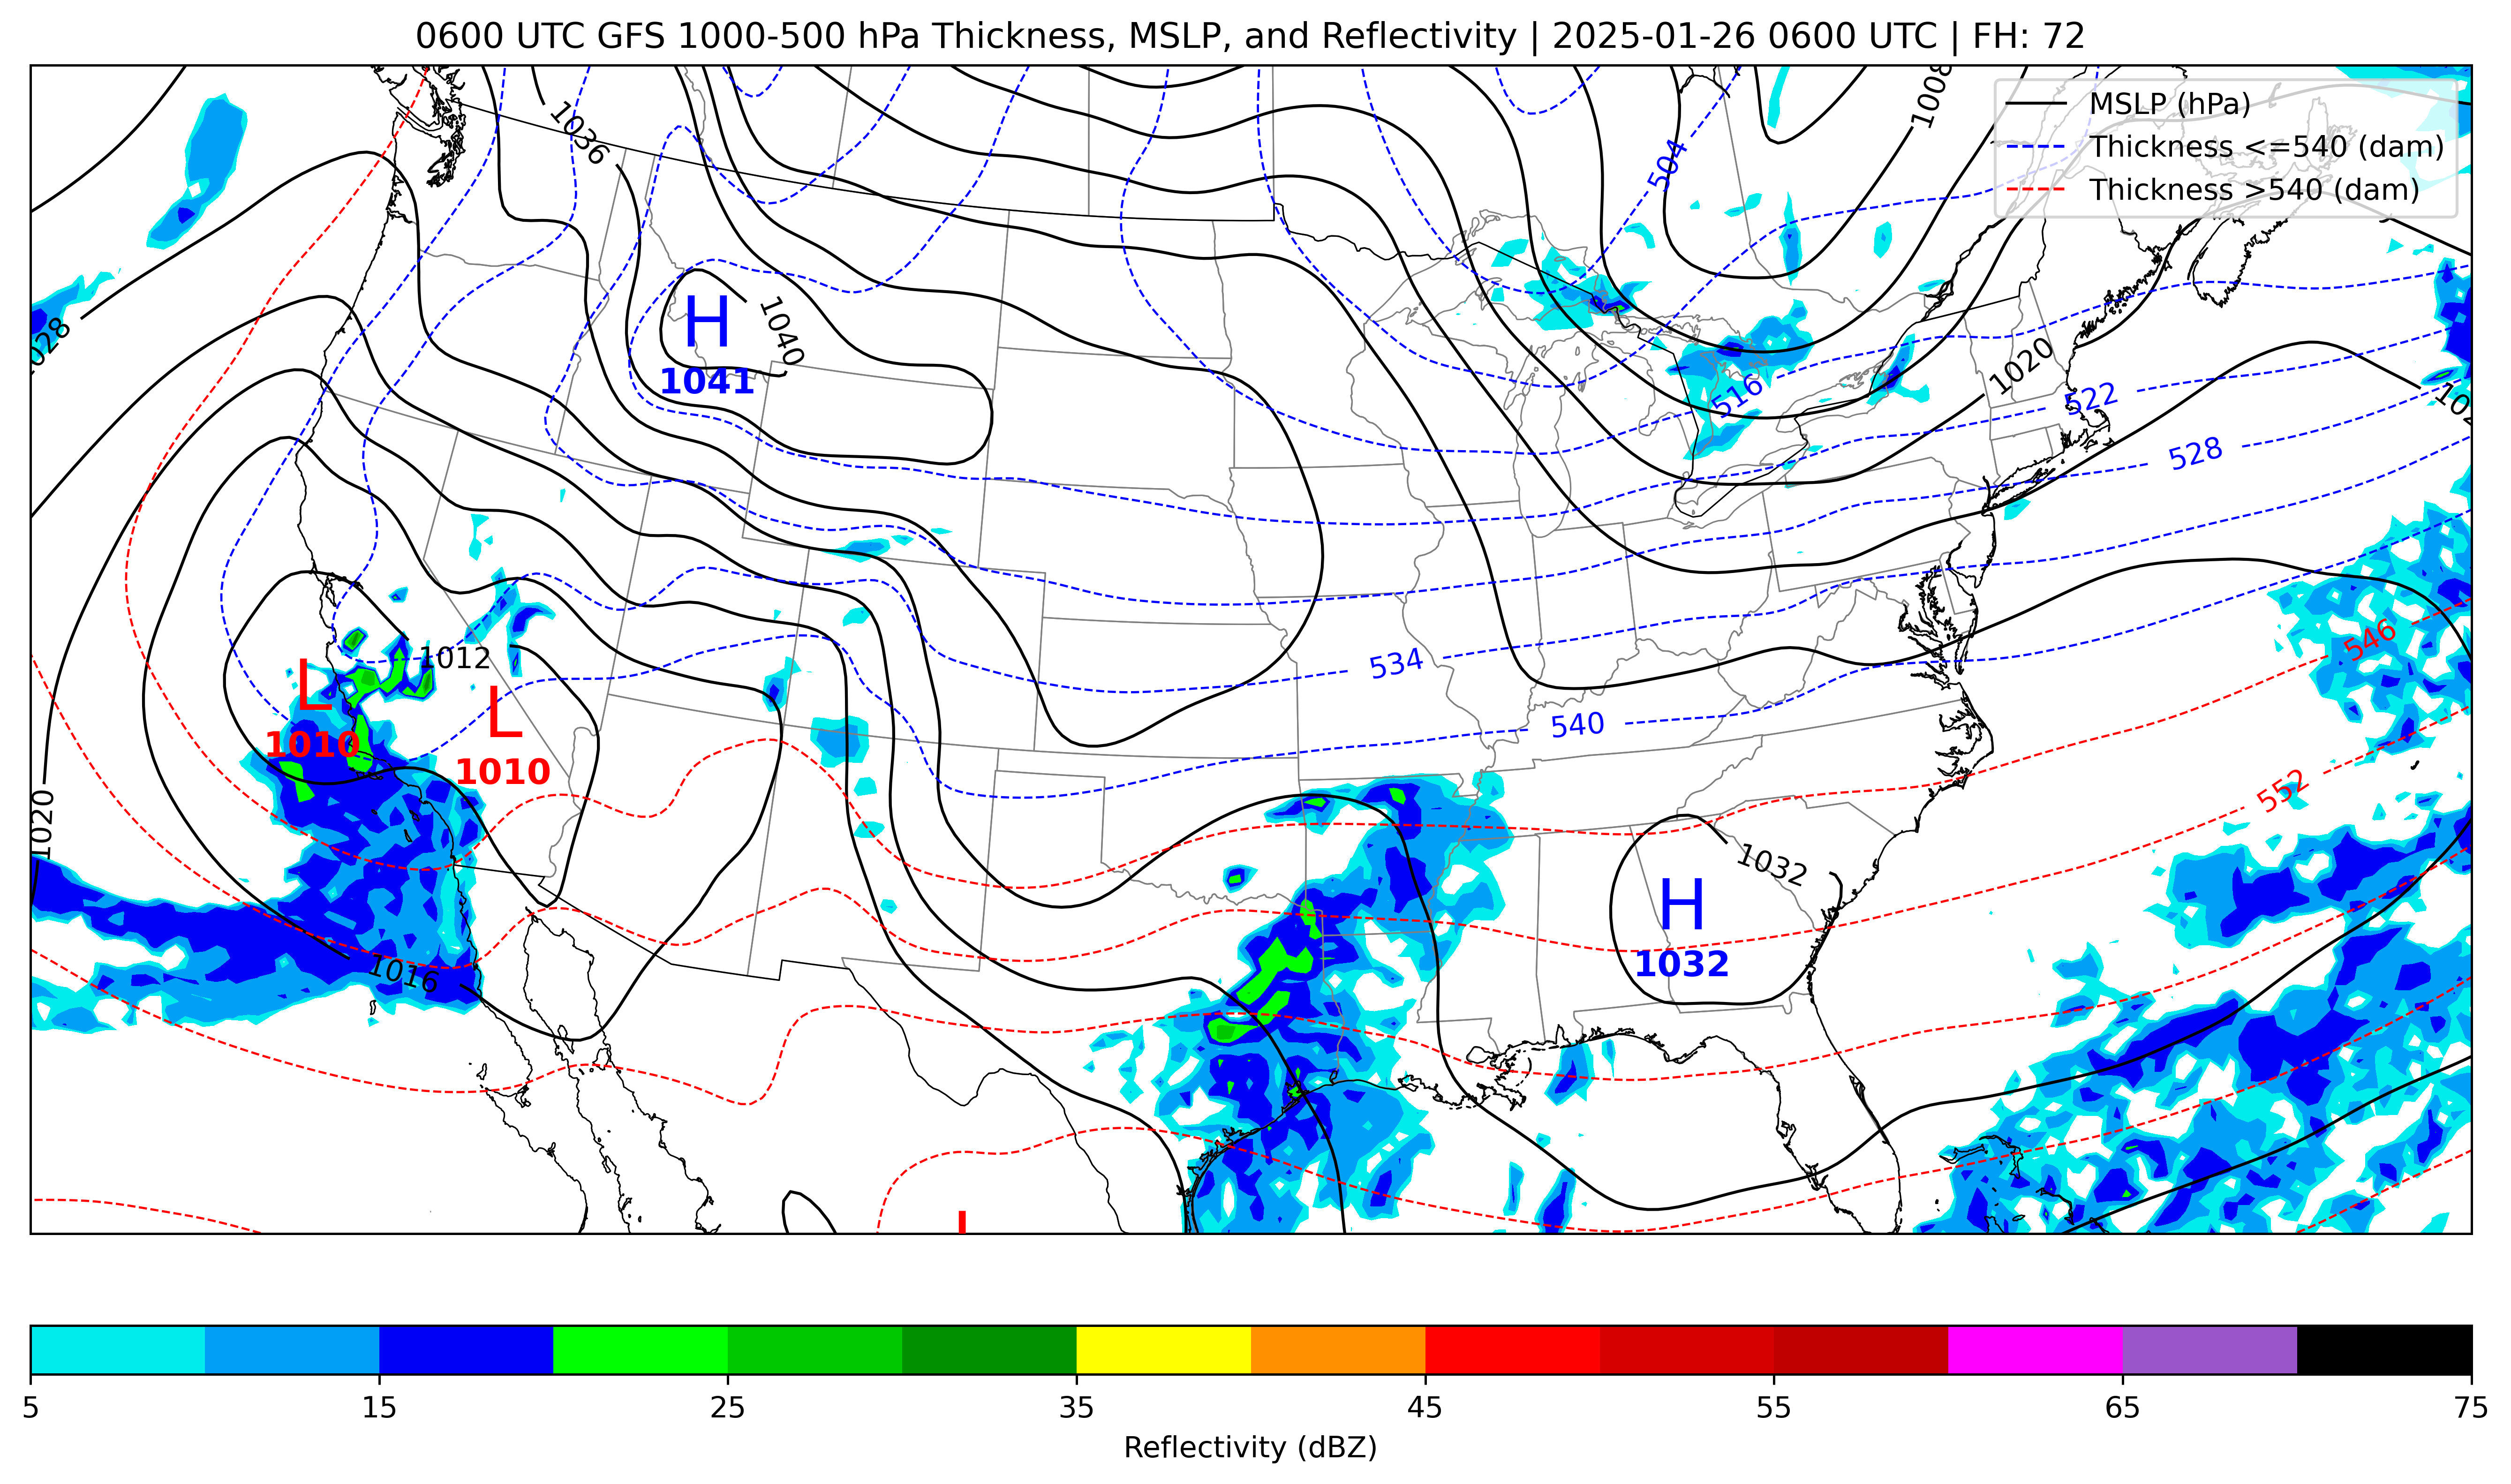 0600 UTC GFS 1000-500 hPa Thickness, MSLP, and Reflectivity | 2025-01-26 0600 UTC | FH: 72
MSLP (hPa)
Thickness <=540 (dam)
Thickness >540 (dam)
1008
1036
504
1028
H
1041
1040
1020
516
522
528
1012
L
1010
L
1010
534
546
540
552
1020
1032
H
1032
1016
5 15 25 35 45 55 65 75
Reflectivity (dBZ)